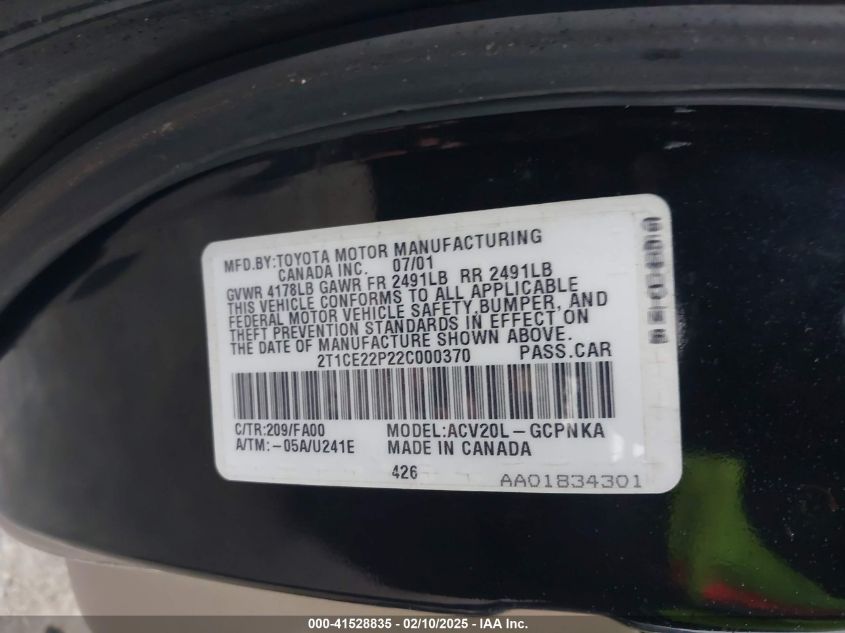 MFD.BY:TOYOTA MOTOR MANUFACTURING
CANADA INC. 07/01
GVWR 4178LB GAWR FR 2491LB RR 2491LB
THIS VEHICLE CONFORMS TO ALL APPLICABLE
FEDERAL MOTOR VEHICLE SAFETY,BUMPER, AND
THEFT PREVENTION STANDARDS IN EFFECT ON
THE DATE OF MANUFACTURE SHOWN ABOVE.
2T1CE22P22C000370 PASS.CAR
C/TR:209/FA00 MODEL:ACV20L-GCPNKA
A/TM:-05A/U241E MADE IN CANADA
426
AA01834301
000-41528835 - 02/10/2025 - IAA Inc.